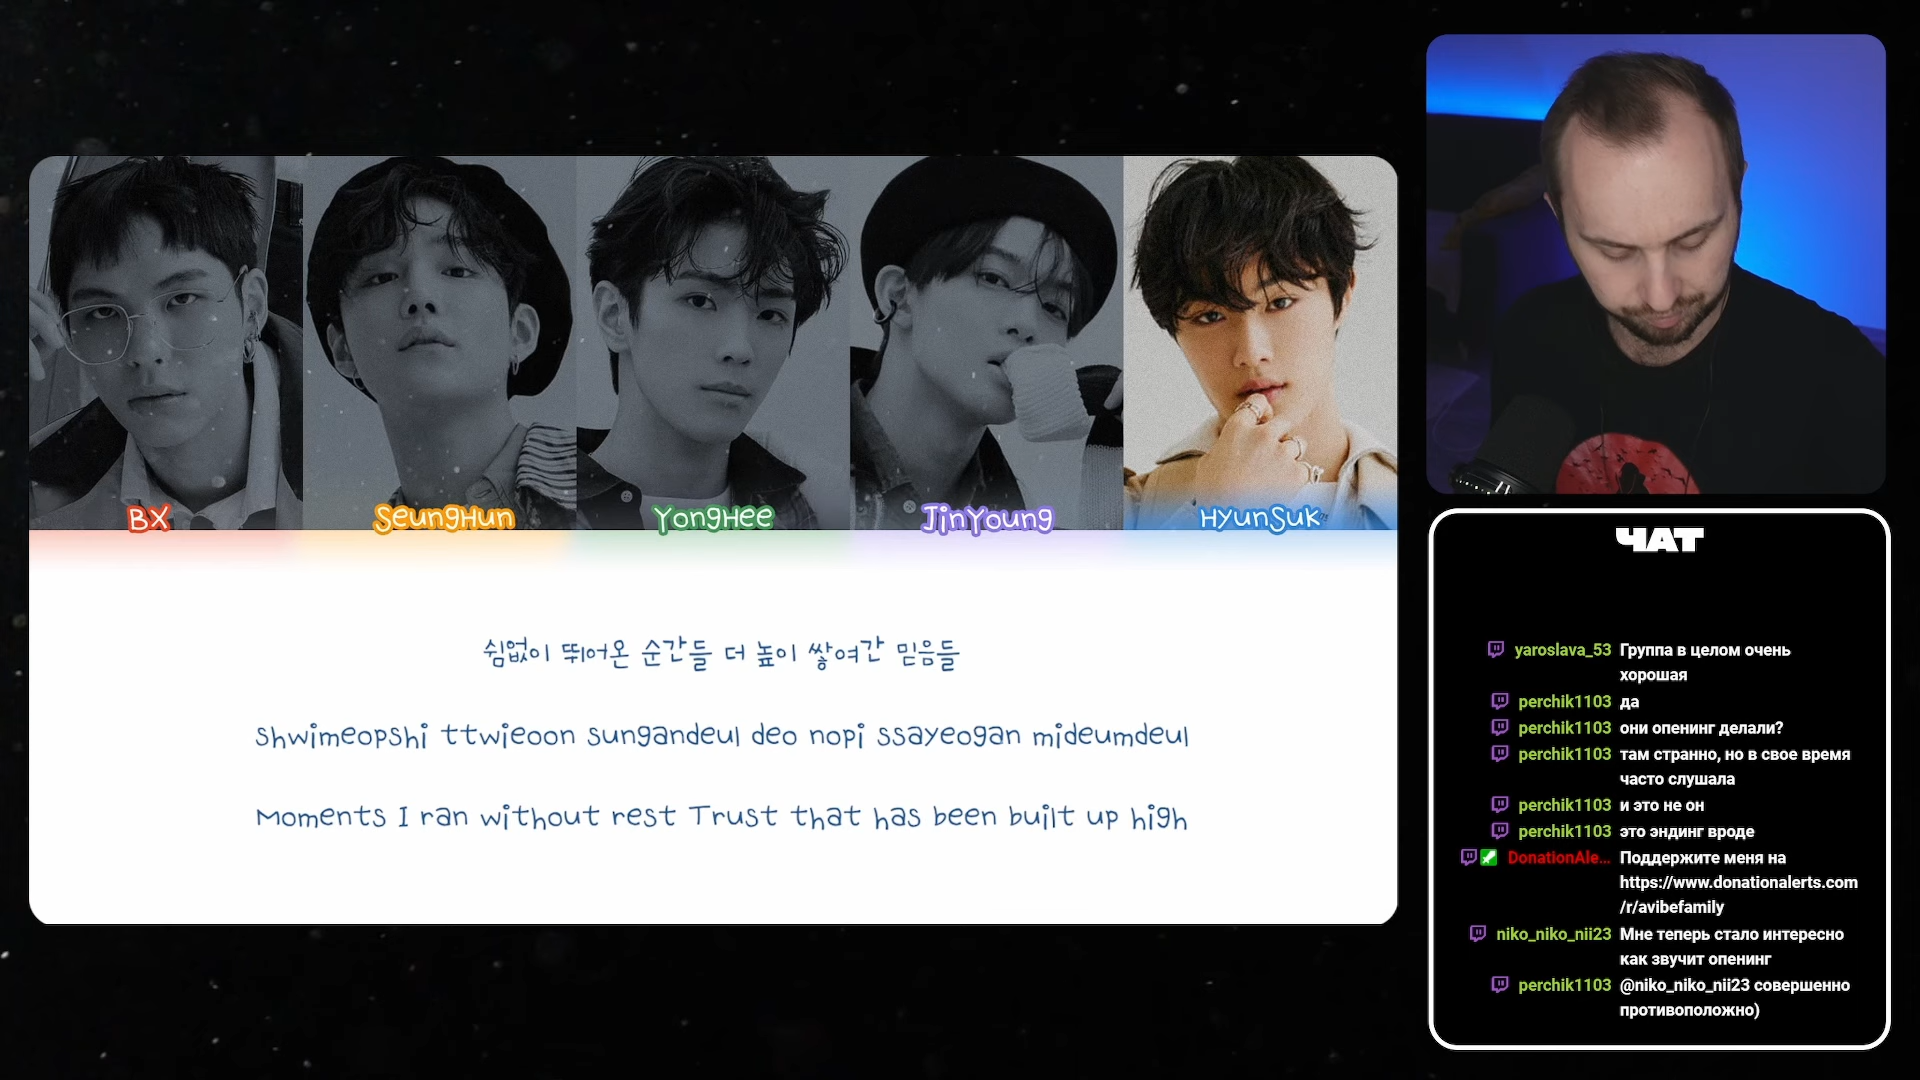 BX
SeungHun
YongHee
JinYoung
HyunSuk
쉼없이 뛰어온 순간들 더 높이 쌓여간 믿음들
Shwimeopshi ttwieoon sungandeul deo nopi ssayeogan mideumdeul
Moments I ran without rest Trust that has been built up high
ЧАТ
yaroslava_53 Группа в целом очень
хорошая
perchik1103 да
perchik1103 они опенинг делали?
perchik1103 там странно, но в свое время
часто слушала
perchik1103 и это не он
perchik1103 это эндинг вроде
DonationAle... Поддержите меня на
https://www.donationalerts.com
/r/avibefamily
niko_niko_nii23 Мне теперь стало интересно
как звучит опенинг
perchik1103 @niko_niko_nii23 совершенно
противоположно)